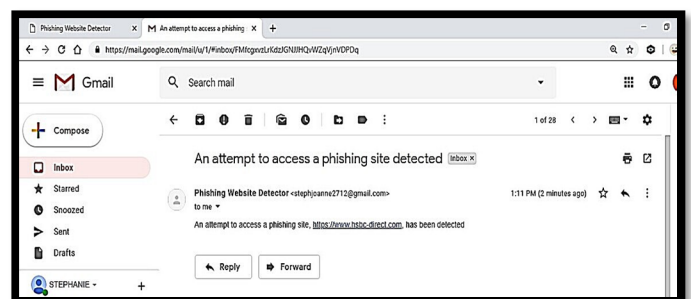 Phishing Website Detector
An attempt to access a phishing
https://mail.google.com/mail/u/1/#inbox/FMfcgxvzLrKdzJGNJJHQvWZqVjnVDPDq
Gmail
Search mail
Compose
1 of 28
An attempt to access a phishing site detected Inbox x
Inbox
Starred
Phishing Website Detector <stephjoanne2712@gmail.com>
1:11 PM (2 minutes ago)
to me
Snoozed
Sent
An attempt to access a phishing site, https://www.hsbc-direct.com, has been detected
Drafts
Reply
Forward
STEPHANIE